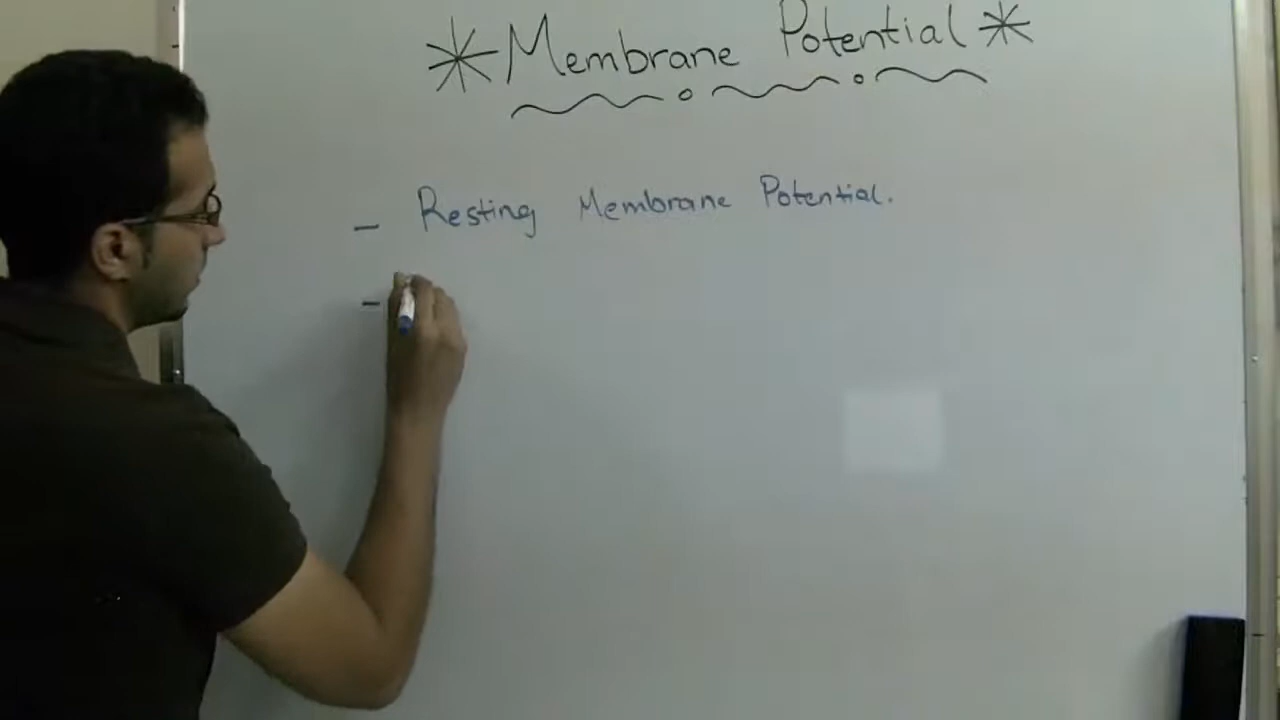 * Membrane Potential *
- Resting Membrane Potential.
-